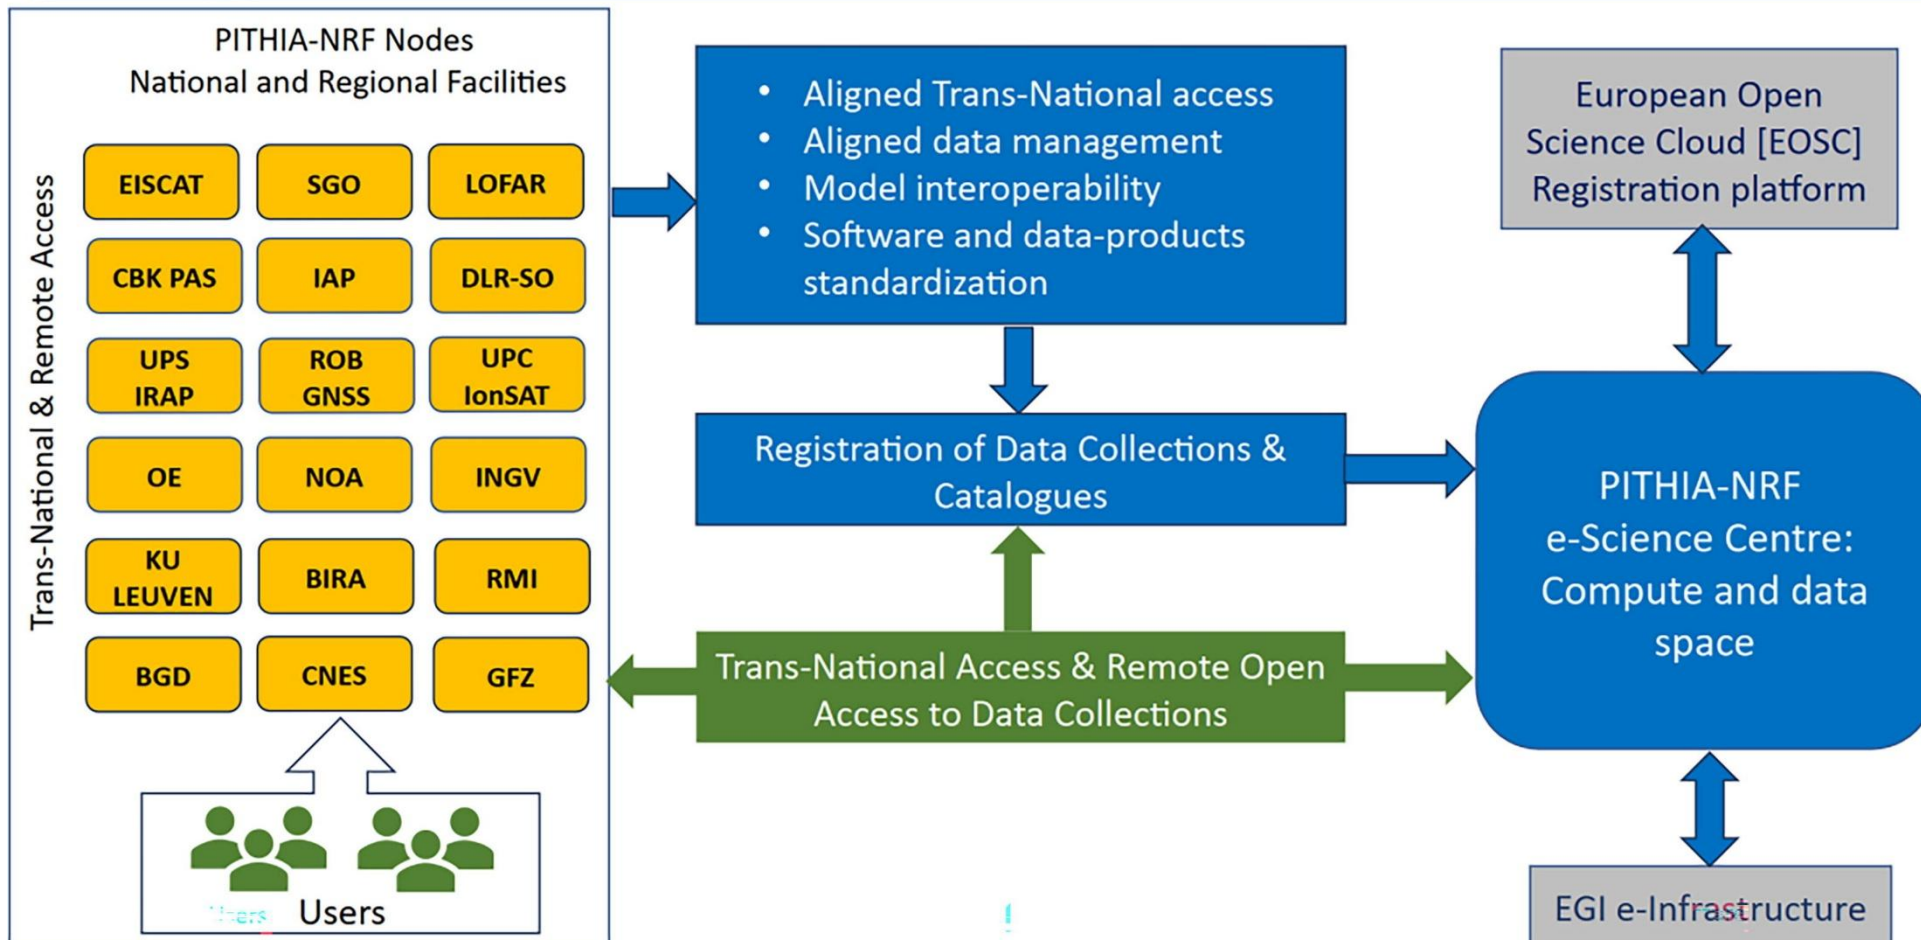 PITHIA-NRF Nodes
National and Regional Facilities
Trans-National & Remote Access
EISCAT
SGO
LOFAR
CBK PAS
IAP
DLR-SO
UPS
IRAP
ROB
GNSS
UPC
IonSAT
OE
NOA
INGV
KU
LEUVEN
BIRA
RMI
BGD
CNES
GFZ
Users
• Aligned Trans-National access
• Aligned data management
• Model interoperability
• Software and data-products
standardization
Registration of Data Collections &
Catalogues
Trans-National Access & Remote Open
Access to Data Collections
European Open
Science Cloud [EOSC]
Registration platform
PITHIA-NRF
e-Science Centre:
Compute and data
space
EGI e-Infrastructure